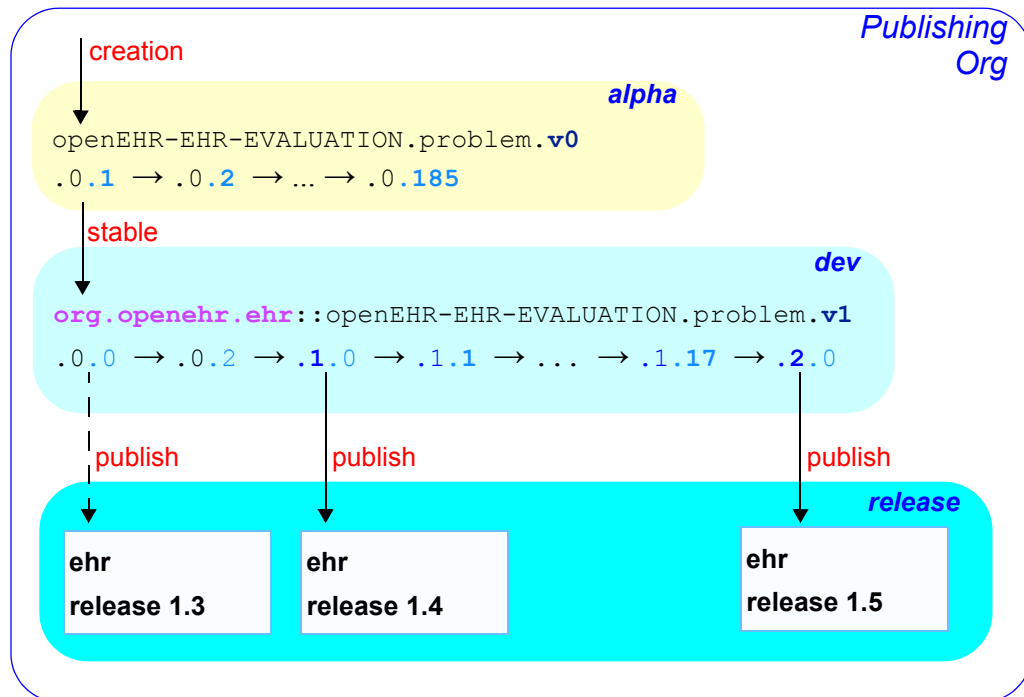 Publishing
Org
creation
alpha
openEHR-EHR-EVALUATION.problem.v0
.0.1 → .0.2 → ... → .0.185
stable
dev
org.openehr.ehr::openEHR-EHR-EVALUATION.problem.v1
.0.0 → .0.2 → .1.0 → .1.1 → ... → .1.17 → .2.0
publish publish publish
release
ehr ehr ehr
release 1.3 release 1.4 release 1.5